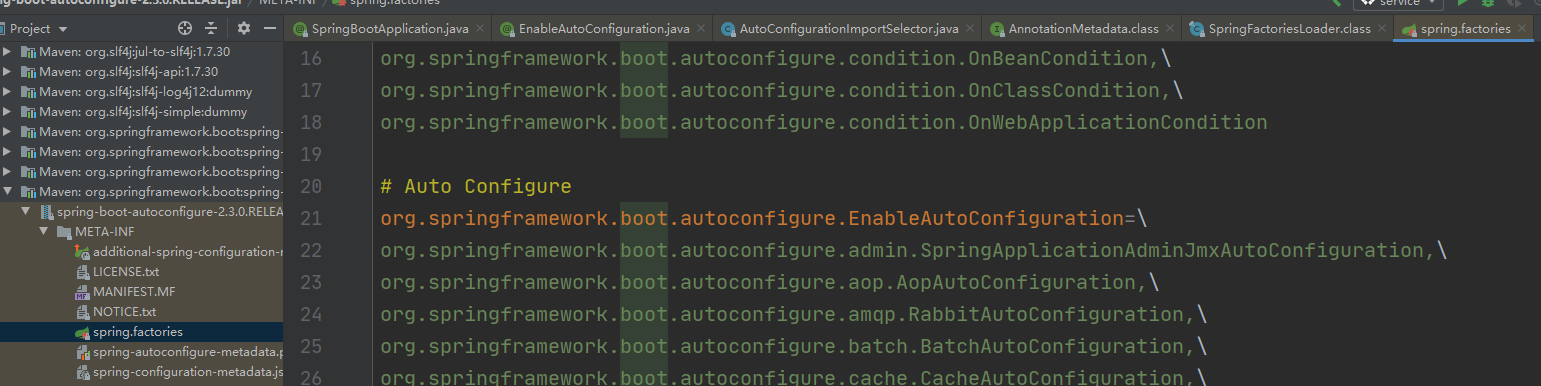 ng-boot-autoconfigure-2.3.0.RELEASE.jar / META-INF / spring.factories
service
Project
SpringBootApplication.java
EnableAutoConfiguration.java
AutoConfigurationImportSelector.java
AnnotationMetadata.class
SpringFactoriesLoader.class
spring.factories
Maven: org.slf4j:jul-to-slf4j:1.7.30
Maven: org.slf4j:slf4j-api:1.7.30
Maven: org.slf4j:slf4j-log4j12:dummy
Maven: org.slf4j:slf4j-simple:dummy
Maven: org.springframework.boot:spring-
Maven: org.springframework.boot:spring-
Maven: org.springframework.boot:spring-
Maven: org.springframework.boot:spring-
spring-boot-autoconfigure-2.3.0.RELEA
META-INF
additional-spring-configuration-r
LICENSE.txt
MANIFEST.MF
NOTICE.txt
spring.factories
spring-autoconfigure-metadata.p
spring-configuration-metadata.js
16 org.springframework.boot.autoconfigure.condition.OnBeanCondition,\
17 org.springframework.boot.autoconfigure.condition.OnClassCondition,\
18 org.springframework.boot.autoconfigure.condition.OnWebApplicationCondition
19
20 # Auto Configure
21 org.springframework.boot.autoconfigure.EnableAutoConfiguration=\
22 org.springframework.boot.autoconfigure.admin.SpringApplicationAdminJmxAutoConfiguration,\
23 org.springframework.boot.autoconfigure.aop.AopAutoConfiguration,\
24 org.springframework.boot.autoconfigure.amqp.RabbitAutoConfiguration,\
25 org.springframework.boot.autoconfigure.batch.BatchAutoConfiguration,\
26 org.springframework.boot.autoconfigure.cache.CacheAutoConfiguration,\